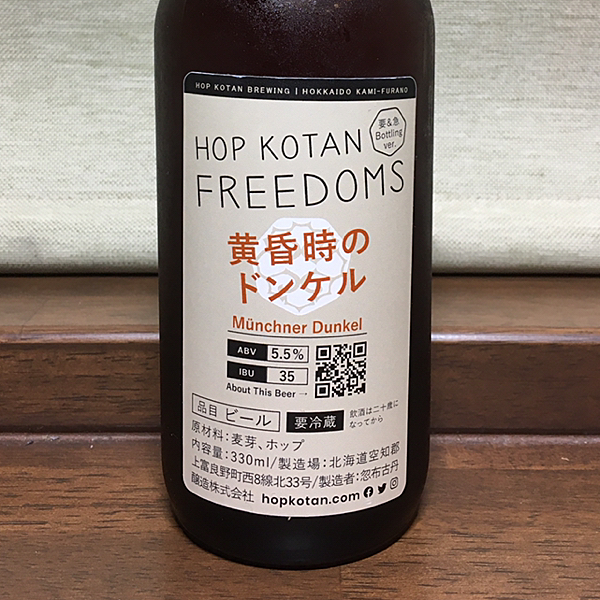 HOP KOTAN BREWING | HOKKAIDO KAMI-FURANO
HOP KOTAN
要&急
Bottling
ver.
FREEDOMS
黄昏時の
ドンケル
Münchner Dunkel
ABV 5.5%
IBU 35
About This Beer →
品目 ビール 要冷蔵 飲酒は二十歳に
なってから
原材料:麦芽、ホップ
内容量:330ml/製造場:北海道空知郡
上富良野町西8線北33号/製造者:忽布古丹
醸造株式会社 hopkotan.com